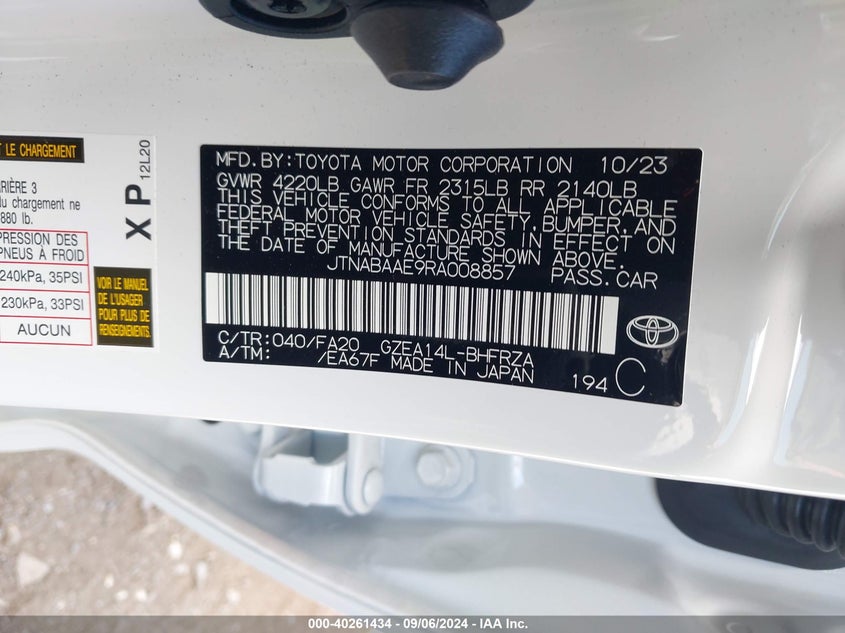 T LE CHARGEMENT
RIÈRE 3
du chargement ne
880 lb.
PRESSION DES
PNEUS À FROID
240kPa, 35PSI
230kPa, 33PSI
AUCUN
XP 12L20
VOIR LE MANUEL
DE L'USAGER
POUR PLUS DE
RENSEIGNEMENTS.
MFD. BY: TOYOTA MOTOR CORPORATION 10/23
GVWR 4220LB GAWR FR 2315LB RR 2140LB
THIS VEHICLE CONFORMS TO ALL APPLICABLE
FEDERAL MOTOR VEHICLE SAFETY, BUMPER, AND
THEFT PREVENTION STANDARDS IN EFFECT ON
THE DATE OF MANUFACTURE SHOWN ABOVE.
JTNABAAE9RA008857 PASS. CAR
C/TR: 040/FA20 GZEA14L-BHFRZA
A/TM: /EA67F MADE IN JAPAN
194 C
000-40261434 - 09/06/2024 - IAA Inc.